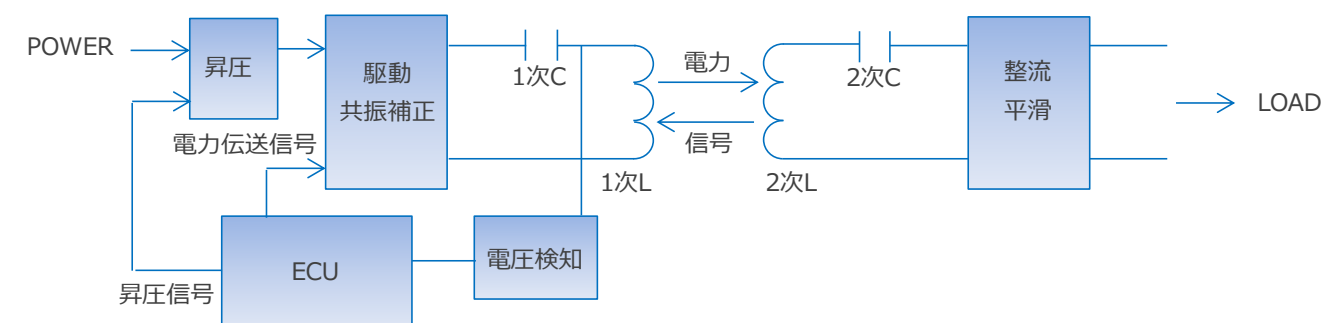 POWER
昇圧
駆動
共振補正
1次C
電力
信号
2次C
整流
平滑
LOAD
電力伝送信号
1次L
2次L
ECU
電圧検知
昇圧信号